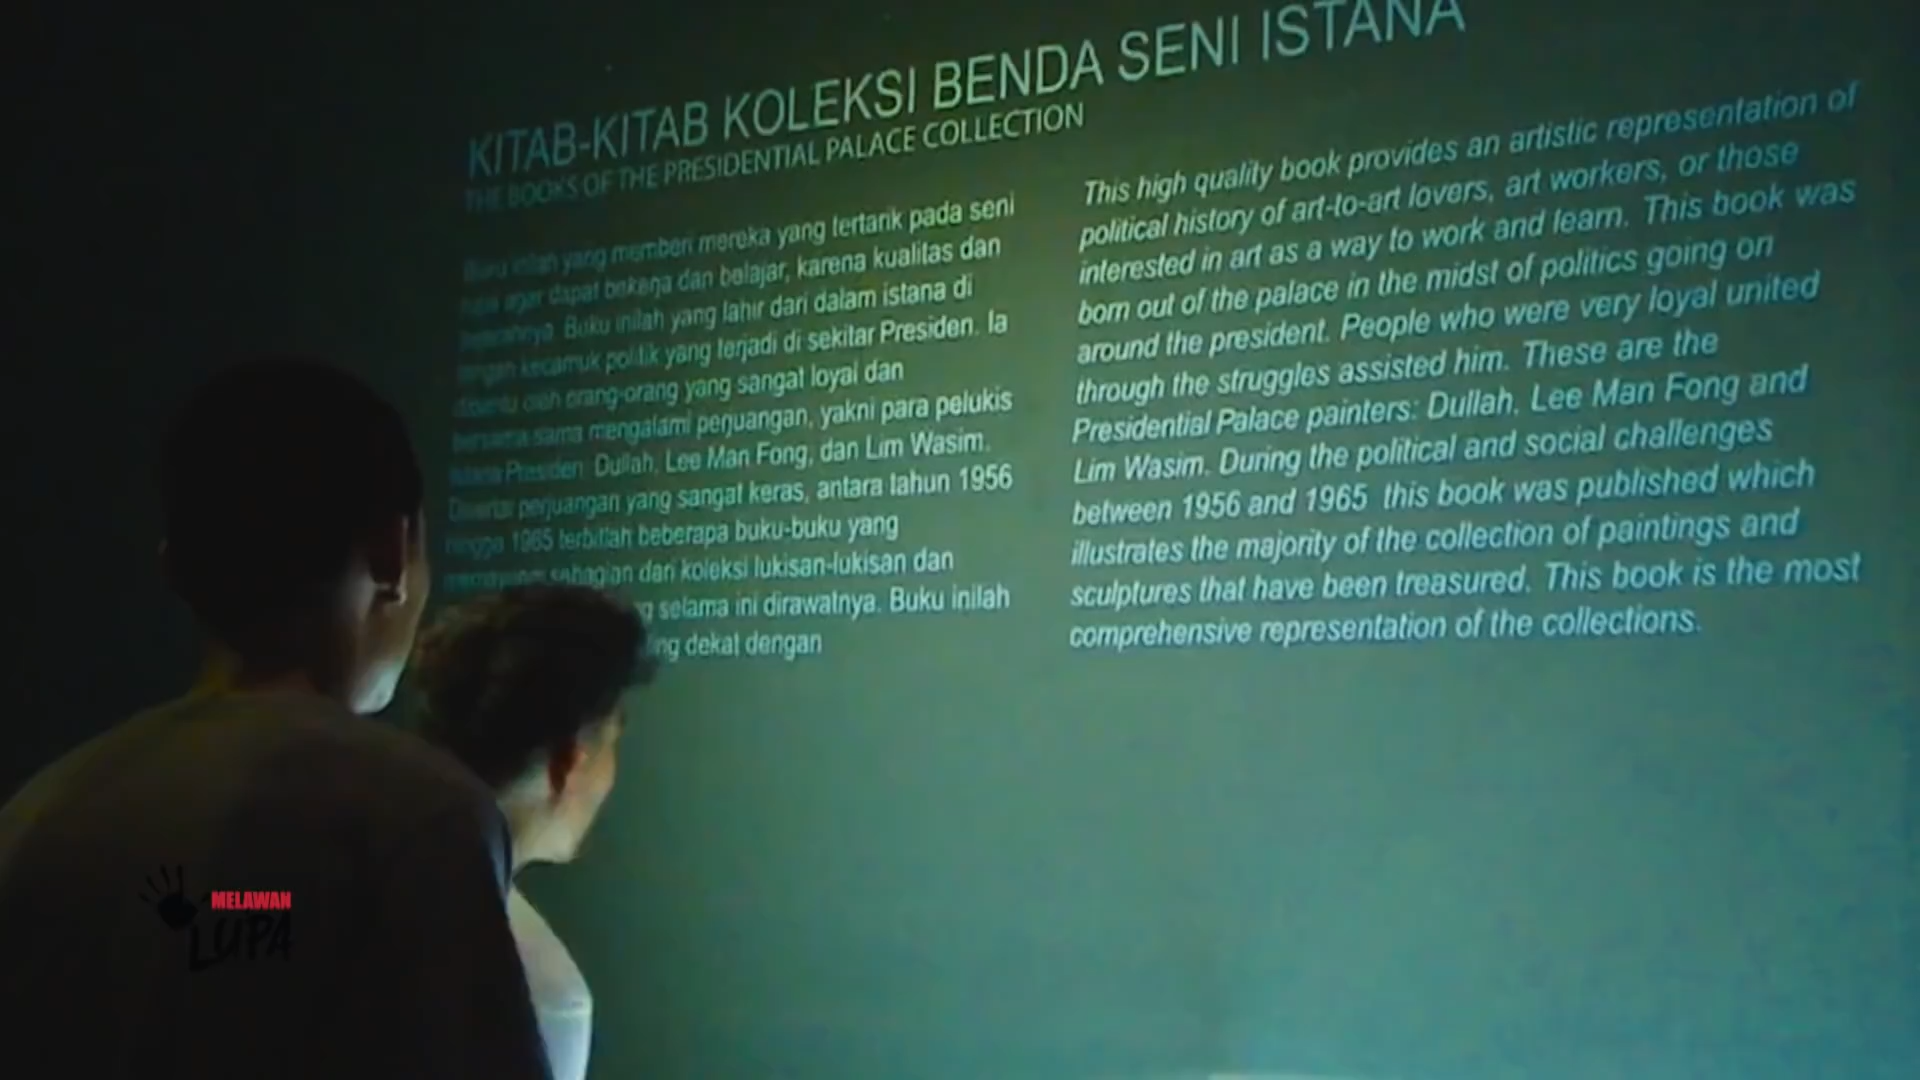 KITAB-KITAB KOLEKSI BENDA SENI ISTANA
THE BOOKS OF THE PRESIDENTIAL PALACE COLLECTION
yang memberi mereka yang tertarik pada seni
agar dapat bekerja dan belajar, karena kualitas dan
Buku inilah yang lahir dari dalam istana di
kecamuk politik yang terjadi di sekitar Presiden. Ia
dibantu oleh orang-orang yang sangat loyal dan
bersama sama mengalami perjuangan, yakni para pelukis
Istana Presiden: Dullah, Lee Man Fong, dan Lim Wasim.
perjuangan yang sangat keras, antara tahun 1956
hingga 1965 terbitlah beberapa buku-buku yang
sebagian dari koleksi lukisan-lukisan dan
selama ini dirawatnya. Buku inilah
dekat dengan
This high quality book provides an artistic representation of
political history of art-to-art lovers, art workers, or those
interested in art as a way to work and learn. This book was
born out of the palace in the midst of politics going on
around the president. People who were very loyal united
through the struggles assisted him. These are the
Presidential Palace painters: Dullah, Lee Man Fong and
Lim Wasim. During the political and social challenges
between 1956 and 1965 this book was published which
illustrates the majority of the collection of paintings and
sculptures that have been treasured. This book is the most
comprehensive representation of the collections.
MELAWAN
LUPA